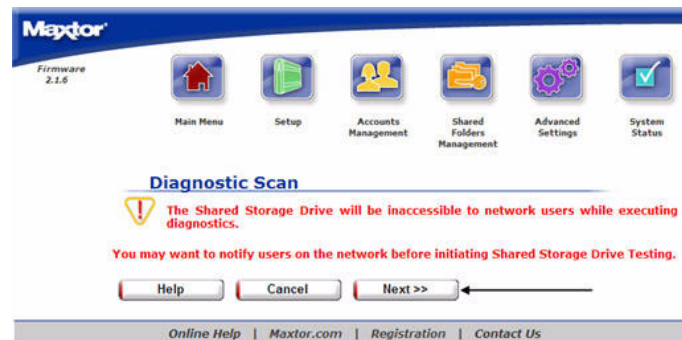 Maxtor
Firmware
2.1.6
Main Menu
Setup
Accounts
Management
Shared
Folders
Management
Advanced
Settings
System
Status
Diagnostic Scan
The Shared Storage Drive will be inaccessible to network users while executing
diagnostics.
You may want to notify users on the network before initiating Shared Storage Drive Testing.
Help
Cancel
Next >>
Online Help | Maxtor.com | Registration | Contact Us